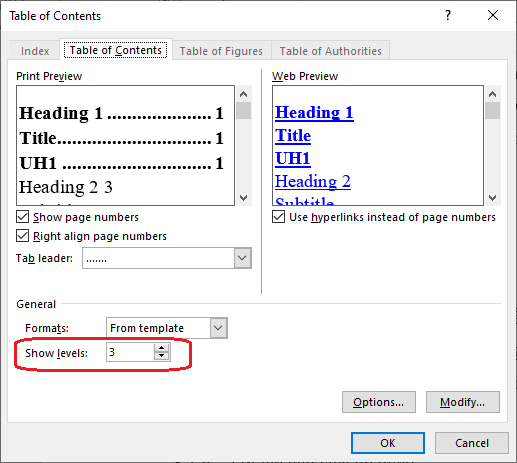 Table of Contents
Index
Table of Contents
Table of Figures
Table of Authorities
Print Preview
Heading 1 ........................ 1
Title................................... 1
UH1 .................................. 1
Heading 2 3
Show page numbers
Right align page numbers
Tab leader: .......
Web Preview
Heading 1
Title
UH1
Heading 2
Subtitle
Use hyperlinks instead of page numbers
General
Formats: From template
Show levels: 3
Options...
Modify...
OK
Cancel